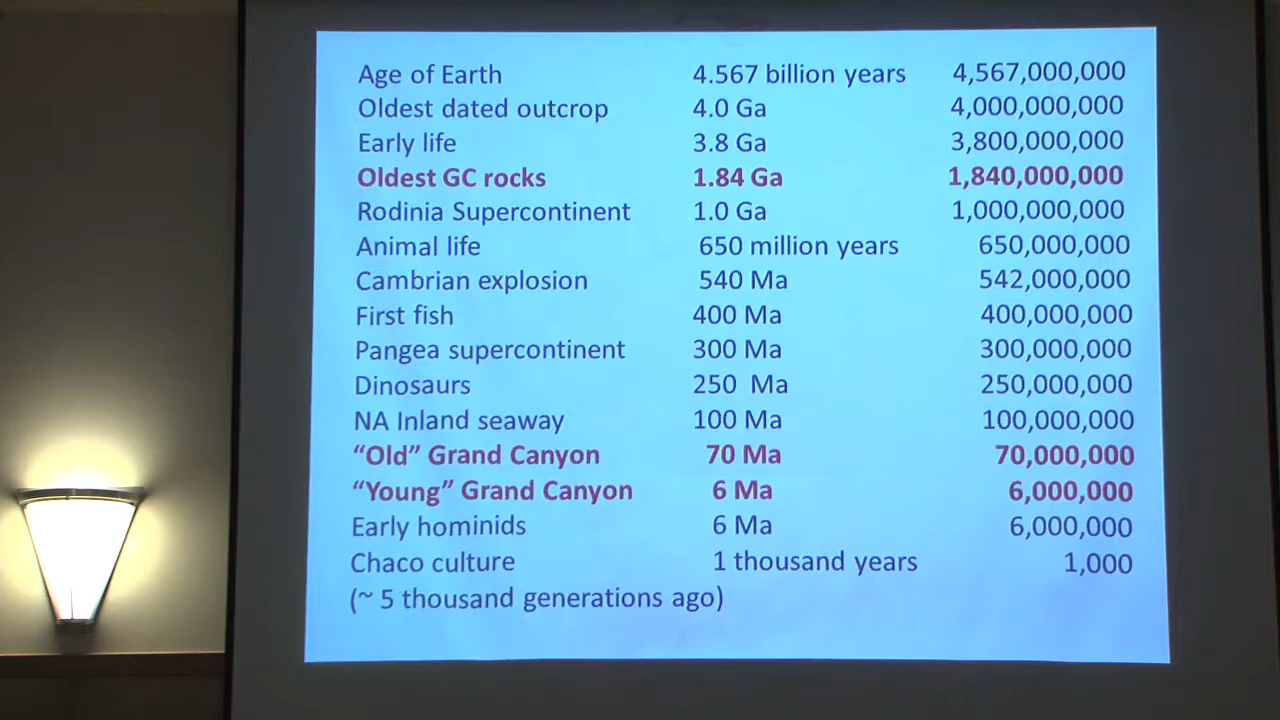 Age of Earth 4.567 billion years 4,567,000,000
Oldest dated outcrop 4.0 Ga 4,000,000,000
Early life 3.8 Ga 3,800,000,000
Oldest GC rocks 1.84 Ga 1,840,000,000
Rodinia Supercontinent 1.0 Ga 1,000,000,000
Animal life 650 million years 650,000,000
Cambrian explosion 540 Ma 542,000,000
First fish 400 Ma 400,000,000
Pangea supercontinent 300 Ma 300,000,000
Dinosaurs 250 Ma 250,000,000
NA Inland seaway 100 Ma 100,000,000
“Old” Grand Canyon 70 Ma 70,000,000
“Young” Grand Canyon 6 Ma 6,000,000
Early hominids 6 Ma 6,000,000
Chaco culture 1 thousand years 1,000
(~ 5 thousand generations ago)